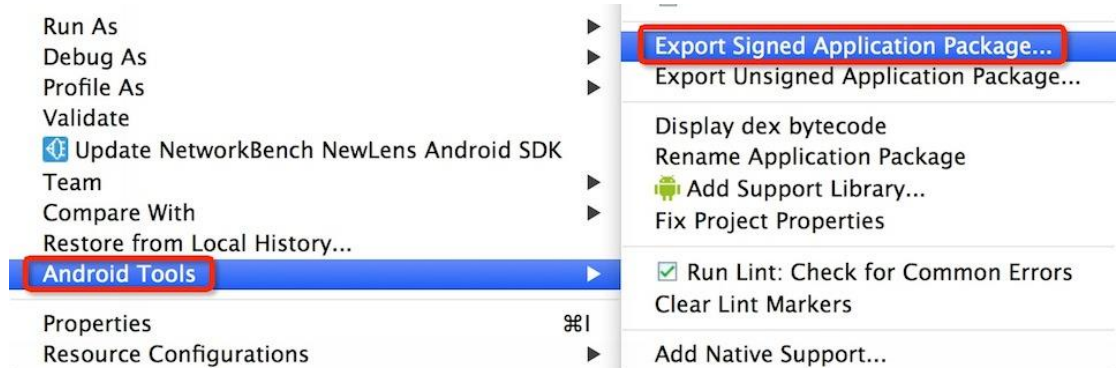 Run As
Debug As
Profile As
Validate
Update NetworkBench NewLens Android SDK
Team
Compare With
Restore from Local History...
Android Tools
Properties ⌘I
Resource Configurations
Export Signed Application Package...
Export Unsigned Application Package...
Display dex bytecode
Rename Application Package
Add Support Library...
Fix Project Properties
Run Lint: Check for Common Errors
Clear Lint Markers
Add Native Support...